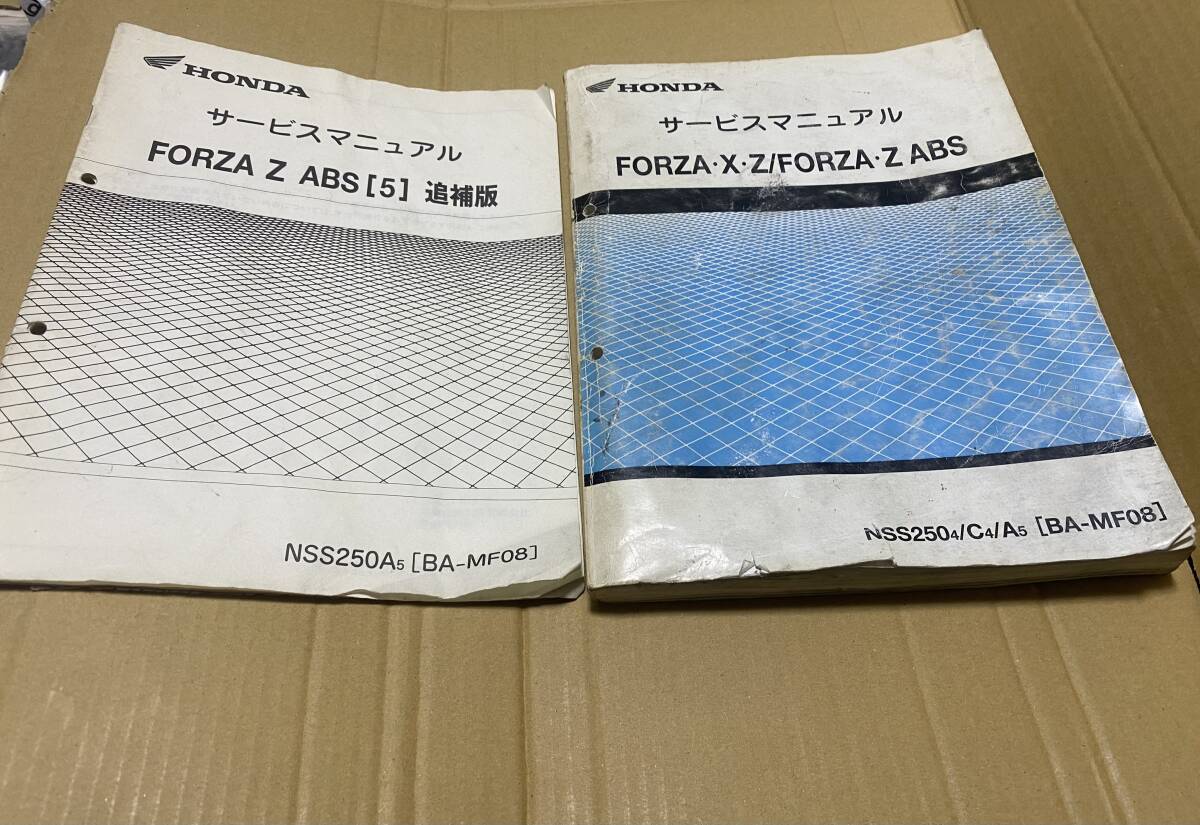 HONDA
サービスマニュアル
FORZA Z ABS [5] 追補版
NSS250A5 [BA-MF08]
HONDA
サービスマニュアル
FORZA·X·Z/FORZA·Z ABS
NSS2504/C4/A5 [BA-MF08]